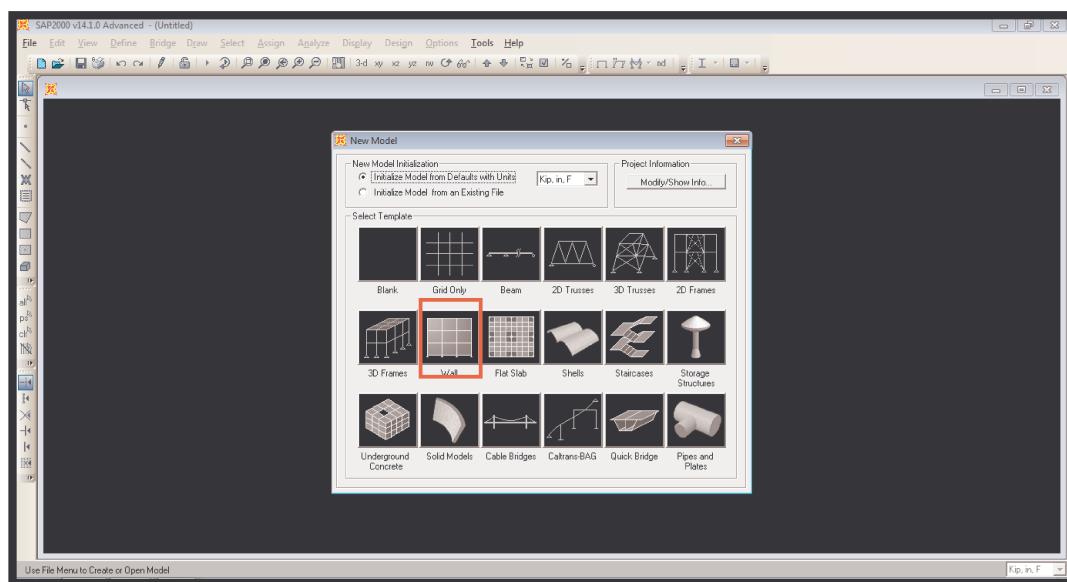 SAP2000 v14.1.0 Advanced - (Untitled)
File Edit View Define Bridge Draw Select Assign Analyze Display Design Options Tools Help
3-d xy xz yz nv nd
New Model
New Model Initialization
Initialize Model from Defaults with Units Kip, in, F
Initialize Model from an Existing File
Project Information
Modify/Show Info...
Select Template
Blank Grid Only Beam 2D Trusses 3D Trusses 2D Frames
3D Frames Wall Flat Slab Shells Staircases Storage Structures
Underground Concrete Solid Models Cable Bridges Caltrans-BAG Quick Bridge Pipes and Plates
all
ps
clr
Use File Menu to Create or Open Model
Kip, in, F